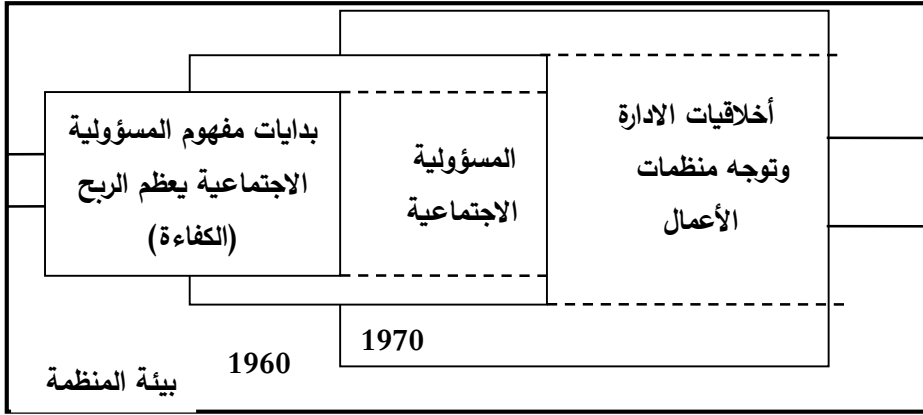 أخلاقيات الادارة
وتوجه منظمات
الأعمال
المسؤولية
الاجتماعية
بدايات مفهوم المسؤولية
الاجتماعية يعظم الربح
(الكفاءة)
1970
1960
بيئة المنظمة